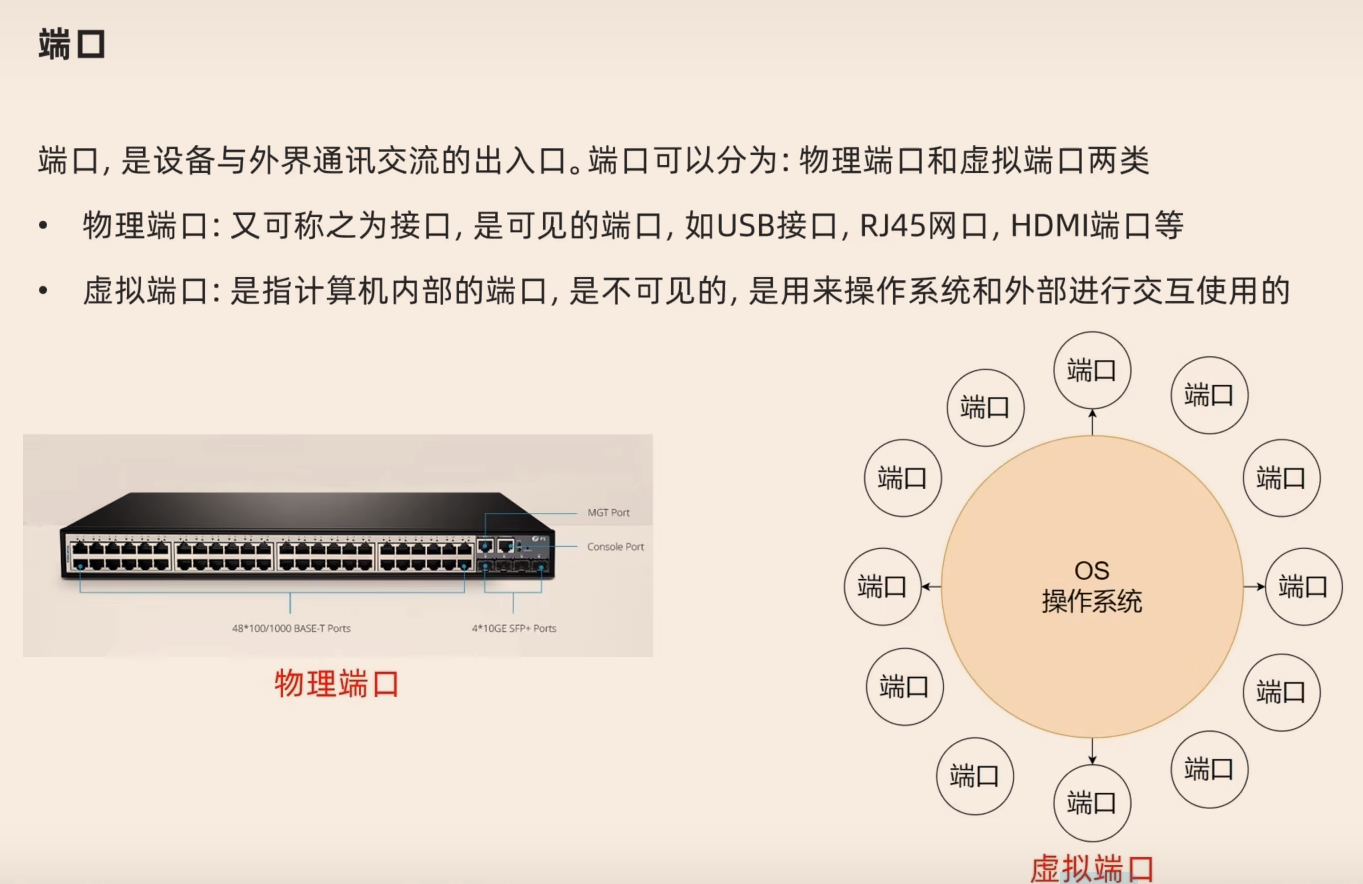 端口
端口, 是设备与外界通讯交流的出入口。端口可以分为: 物理端口和虚拟端口两类
• 物理端口: 又可称之为接口, 是可见的端口, 如USB接口, RJ45网口, HDMI端口等
• 虚拟端口: 是指计算机内部的端口, 是不可见的, 是用来操作系统和外部进行交互使用的
MGT Port
Console Port
48*100/1000 BASE-T Ports
4*10GE SFP+ Ports
物理端口
端口
端口
端口
端口
端口
OS
操作系统
端口
端口
端口
端口
端口
端口
端口
虚拟端口